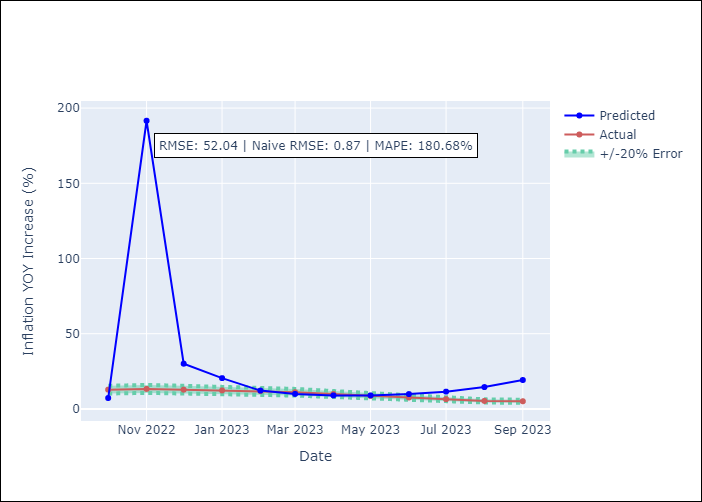 200
150
100
50
0
Inflation YOY Increase (%)
RMSE: 52.04 | Naive RMSE: 0.87 | MAPE: 180.68%
Predicted
Actual
+/-20% Error
Nov 2022
Jan 2023
Mar 2023
May 2023
Jul 2023
Sep 2023
Date